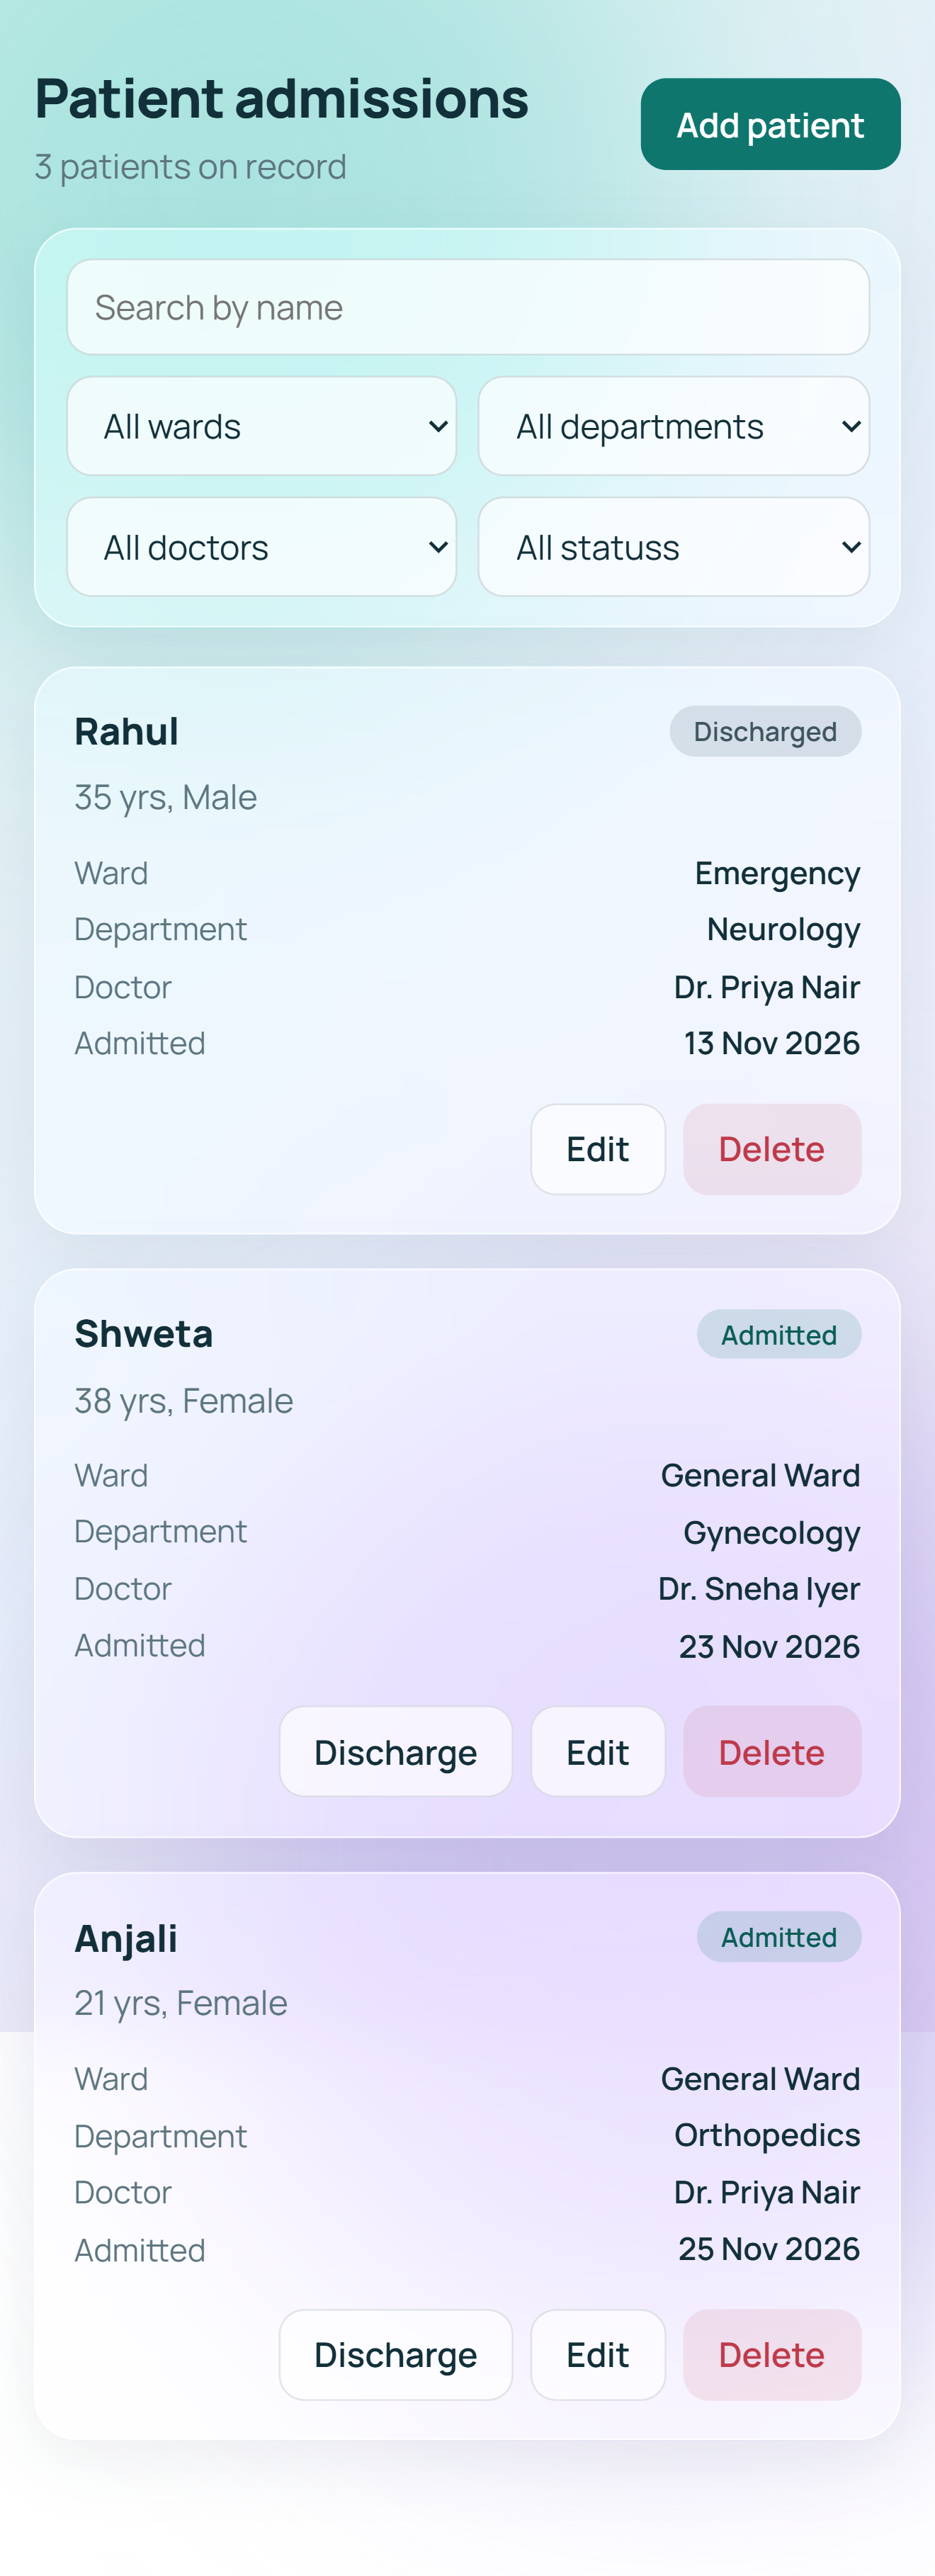 Patient admissions
Add patient
3 patients on record
Search by name
All wards
All departments
All doctors
All statuss
Rahul
Discharged
35 yrs, Male
Ward Emergency
Department Neurology
Doctor Dr. Priya Nair
Admitted 13 Nov 2026
Edit Delete
Shweta
Admitted
38 yrs, Female
Ward General Ward
Department Gynecology
Doctor Dr. Sneha Iyer
Admitted 23 Nov 2026
Discharge Edit Delete
Anjali
Admitted
21 yrs, Female
Ward General Ward
Department Orthopedics
Doctor Dr. Priya Nair
Admitted 25 Nov 2026
Discharge Edit Delete